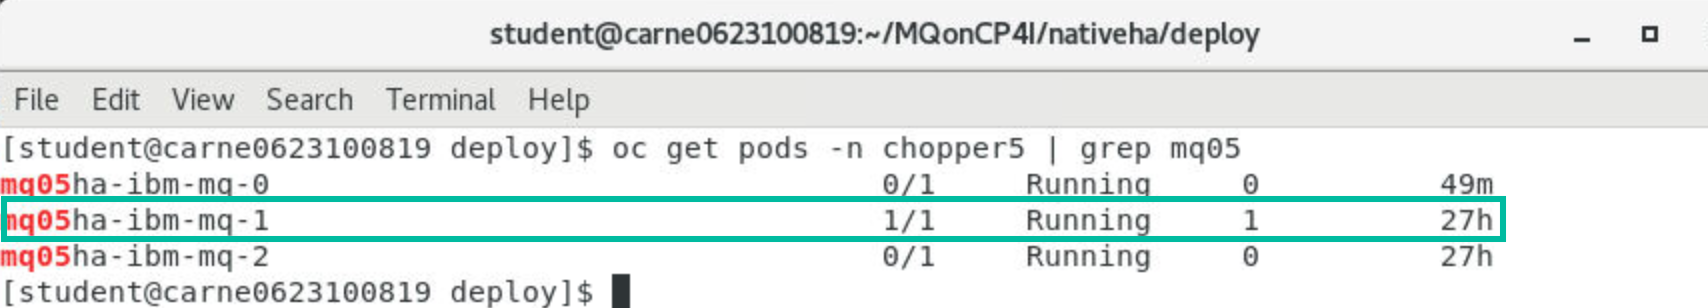 student@carne0623100819:~/MQonCP4I/nativeha/deploy
File Edit View Search Terminal Help
[student@carne0623100819 deploy]$ oc get pods -n chopper5 | grep mq05
mq05ha-ibm-mq-0 0/1 Running 0 49m
mq05ha-ibm-mq-1 1/1 Running 1 27h
mq05ha-ibm-mq-2 0/1 Running 0 27h
[student@carne0623100819 deploy]$